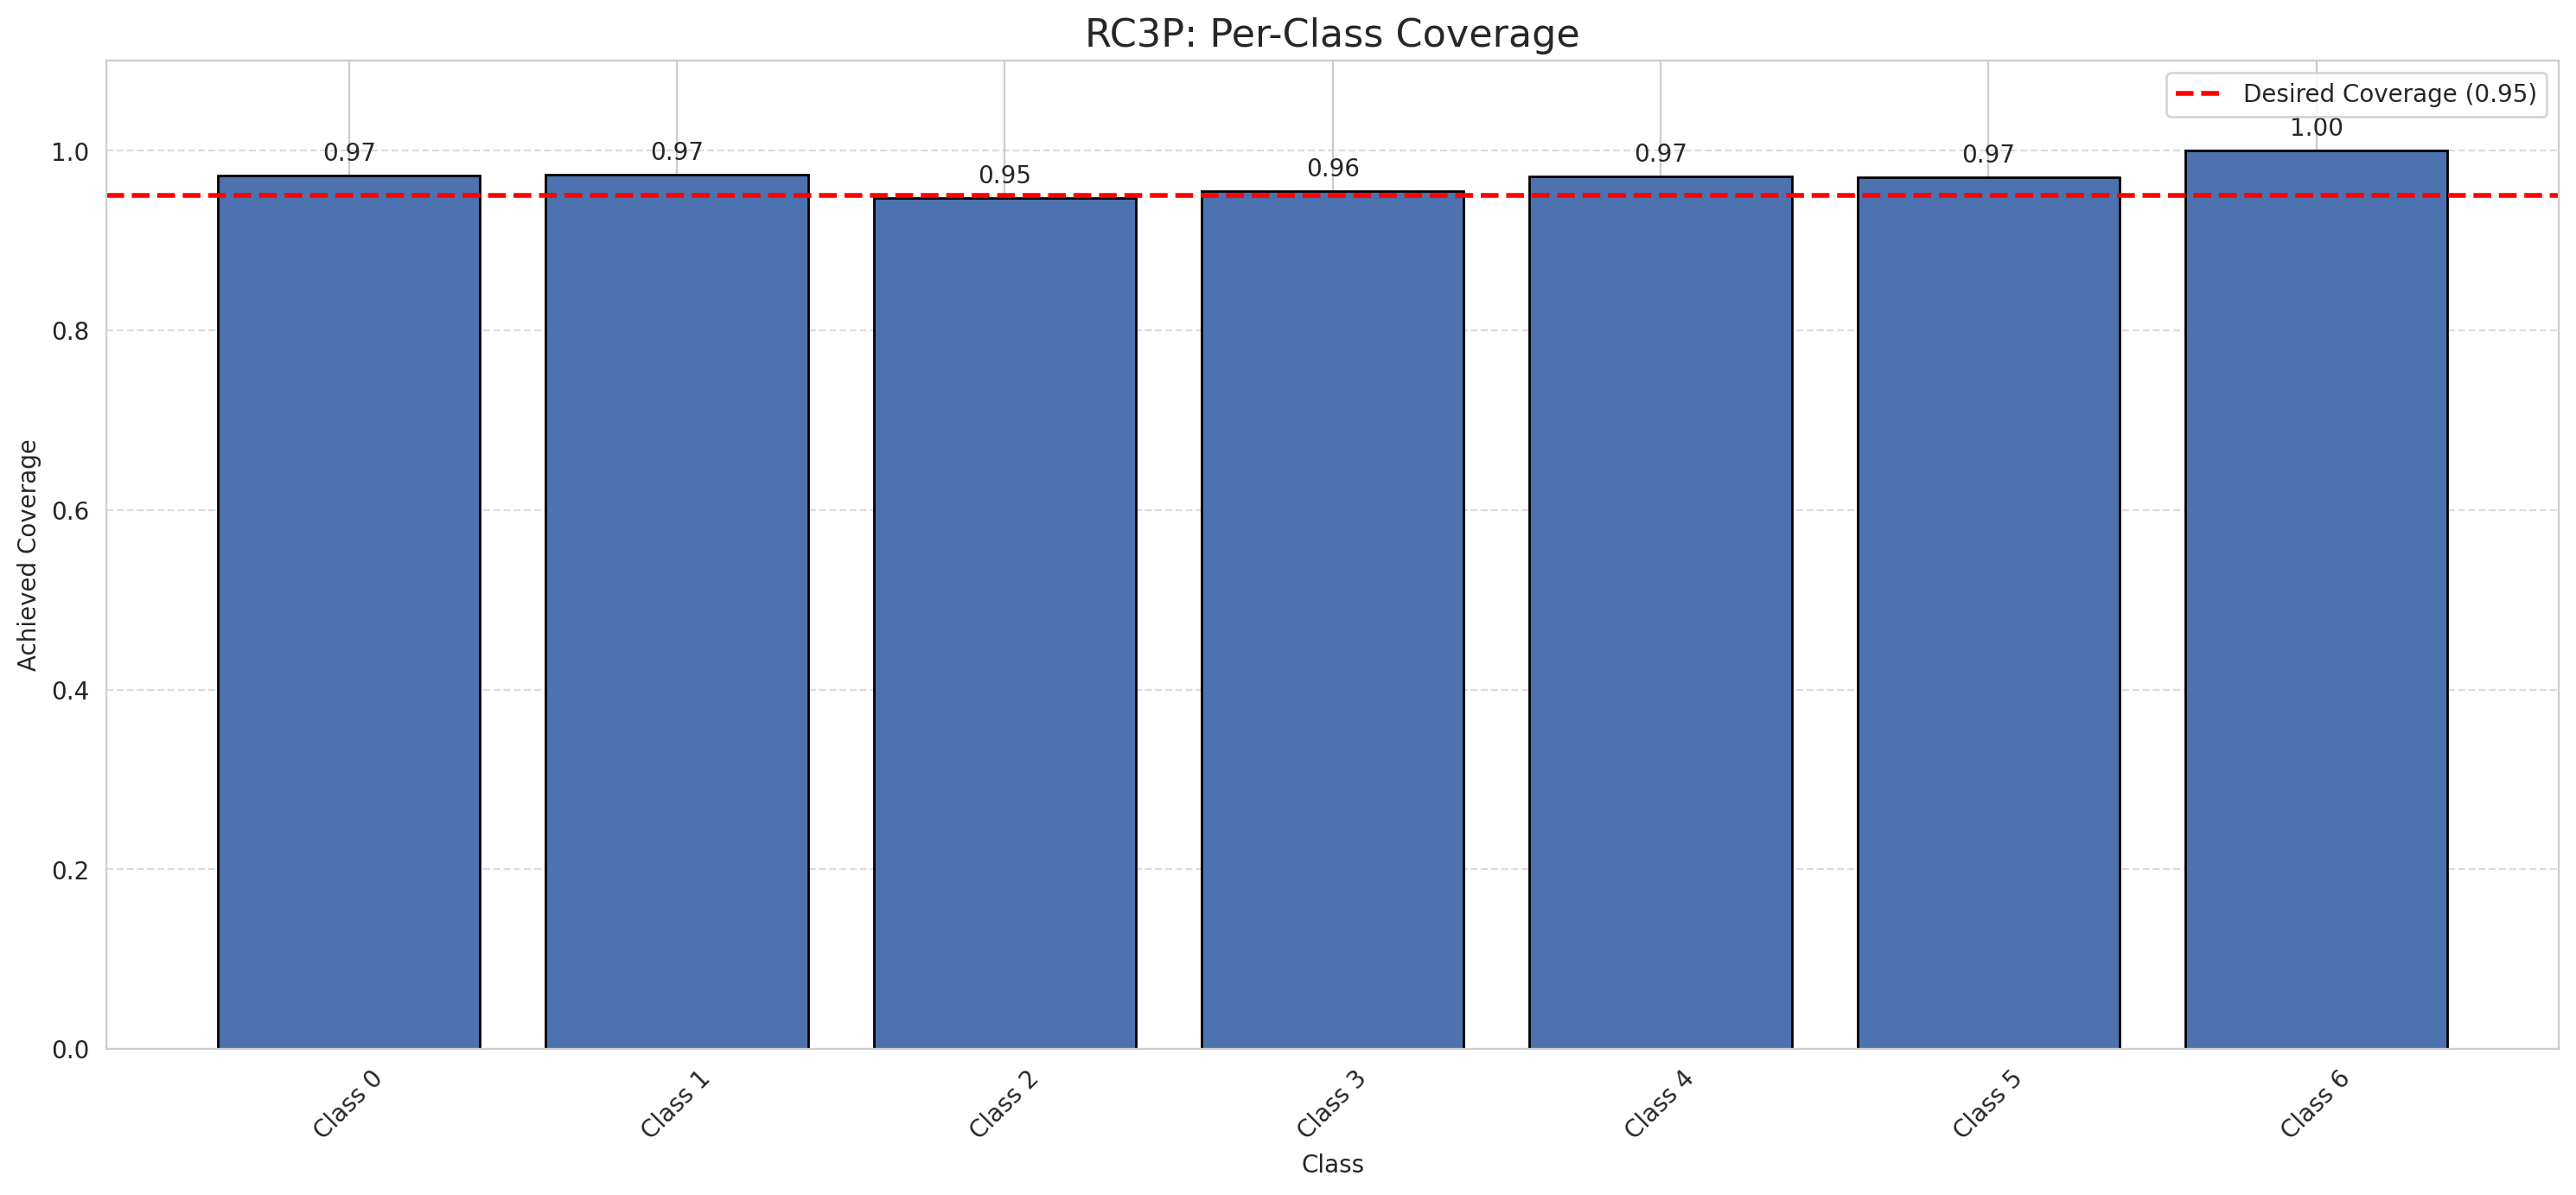 RC3P: Per-Class Coverage
Desired Coverage (0.95)
0.97
0.97
0.95
0.96
0.97
0.97
1.00
1.0
0.8
0.6
0.4
0.2
0.0
Achieved Coverage
Class 0
Class 1
Class 2
Class 3
Class 4
Class 5
Class 6
Class